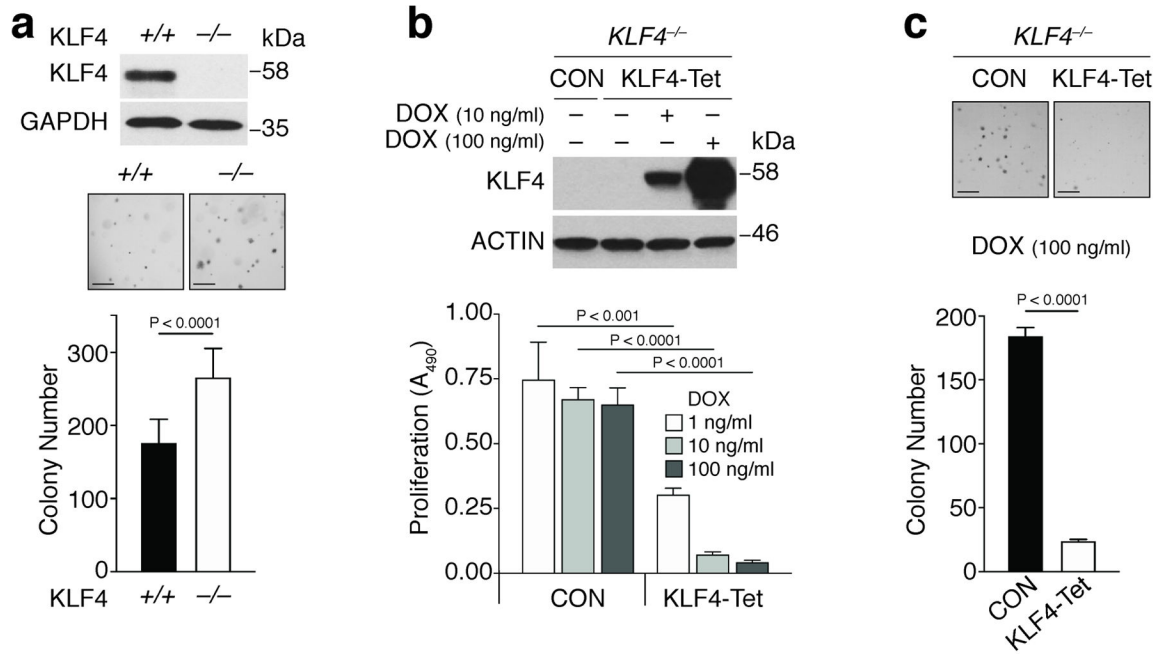 a
KLF4 +/+ –/– kDa
KLF4 –58
GAPDH –35
+/+ –/–
P < 0.0001
Colony Number
300
200
100
0
KLF4 +/+ –/–
b
KLF4–/–
CON KLF4-Tet
DOX (10 ng/ml) – – + –
DOX (100 ng/ml) – – – + kDa
KLF4 –58
ACTIN –46
Proliferation (A490)
1.00
0.75
0.50
0.25
0.00
P < 0.001
P < 0.0001
P < 0.0001
DOX
1 ng/ml
10 ng/ml
100 ng/ml
CON KLF4-Tet
c
KLF4–/–
CON KLF4-Tet
DOX (100 ng/ml)
P < 0.0001
Colony Number
200
150
100
50
0
CON
KLF4-Tet